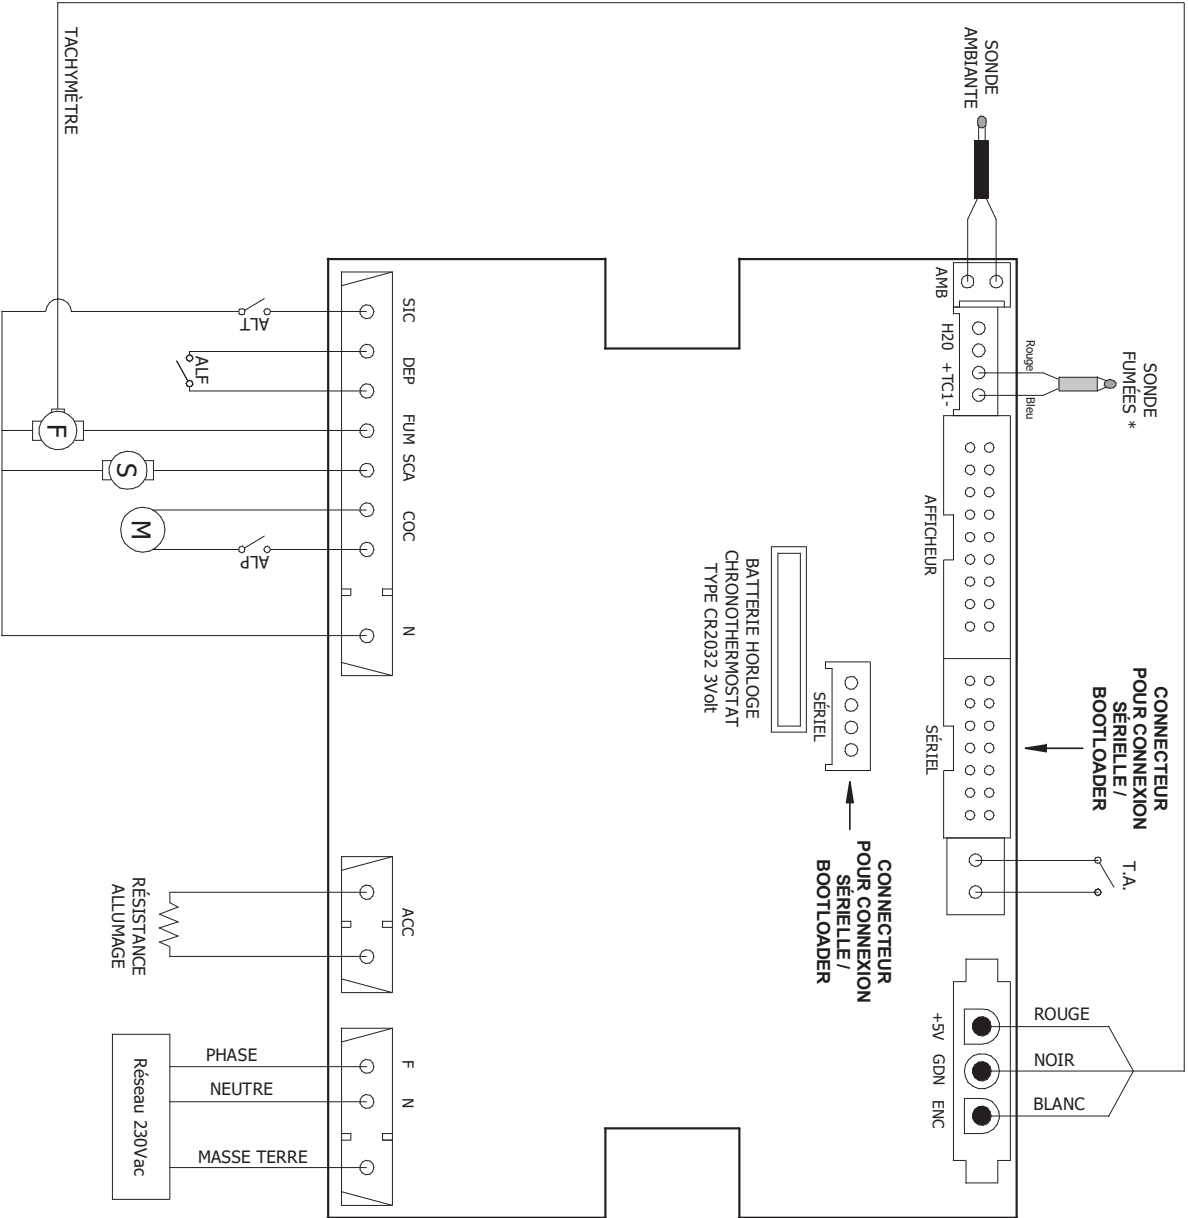 TACHYMÈTRE
SONDE
AMBIANTE
SONDE
FUMÉES *
Rouge
Bleu
AMB
H20
+TC1-
AFFICHEUR
SÉRIEL
CONNECTEUR
POUR CONNEXION
SÉRIELLE /
BOOTLOADER
T.A.
ROUGE
NOIR
BLANC
+5V
GDN
ENC
BATTERIE HORLOGE
CHRONOTHERMOSTAT
TYPE CR2032 3Volt
SÉRIEL
CONNECTEUR
POUR CONNEXION
SÉRIELLE /
BOOTLOADER
SIC
DEP
FUM
SCA
COC
N
ALT
ALF
F
S
M
ALP
ACC
RÉSISTANCE
ALLUMAGE
F
N
PHASE
NEUTRE
MASSE TERRE
Réseau 230Vac